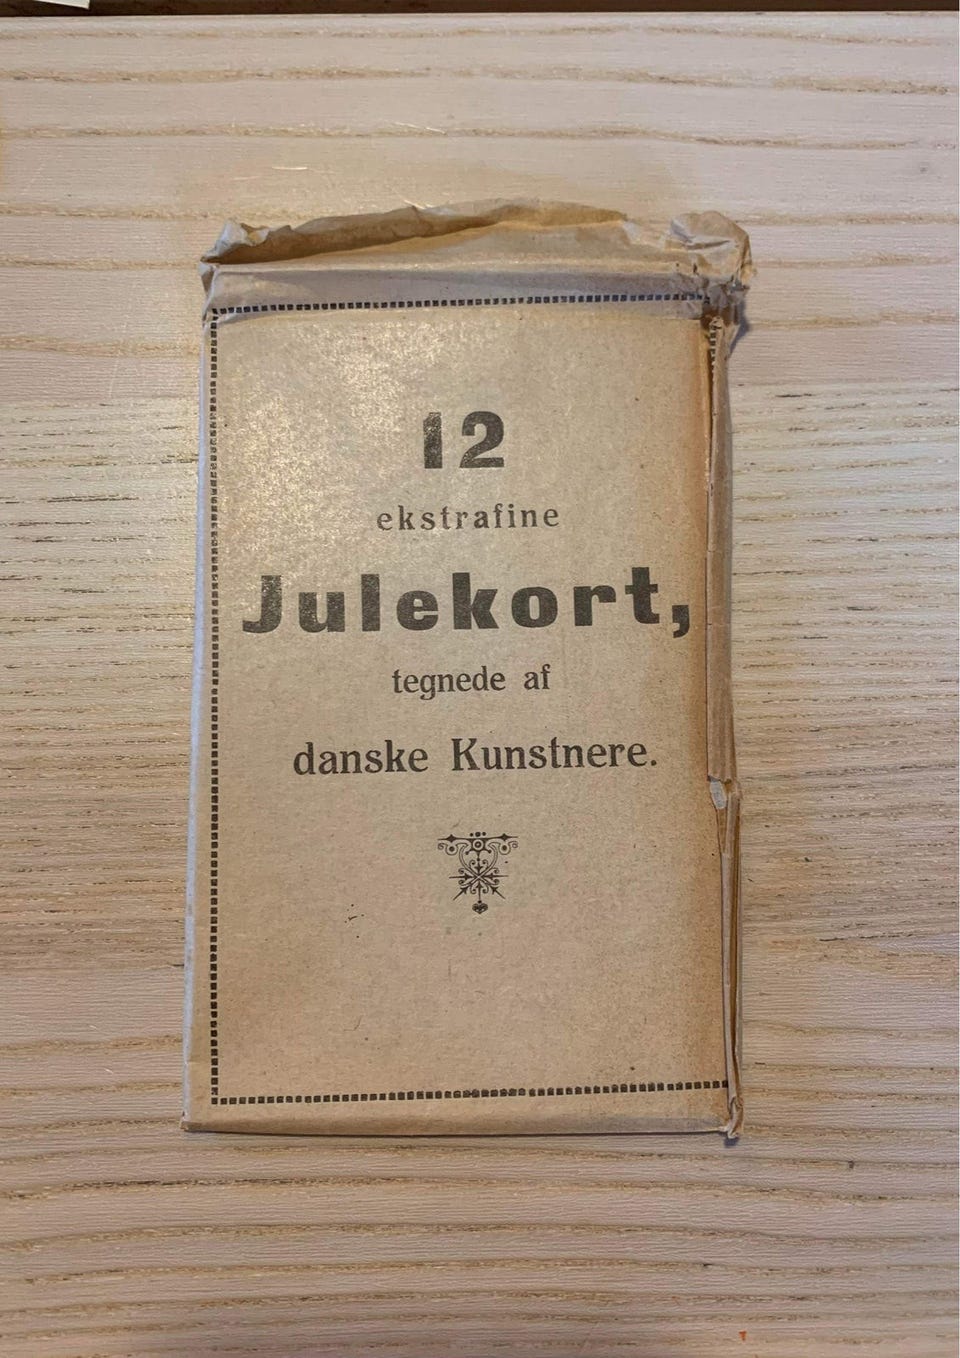 12
ekstrafine
Julekort,
tegnede af
danske Kunstnere.